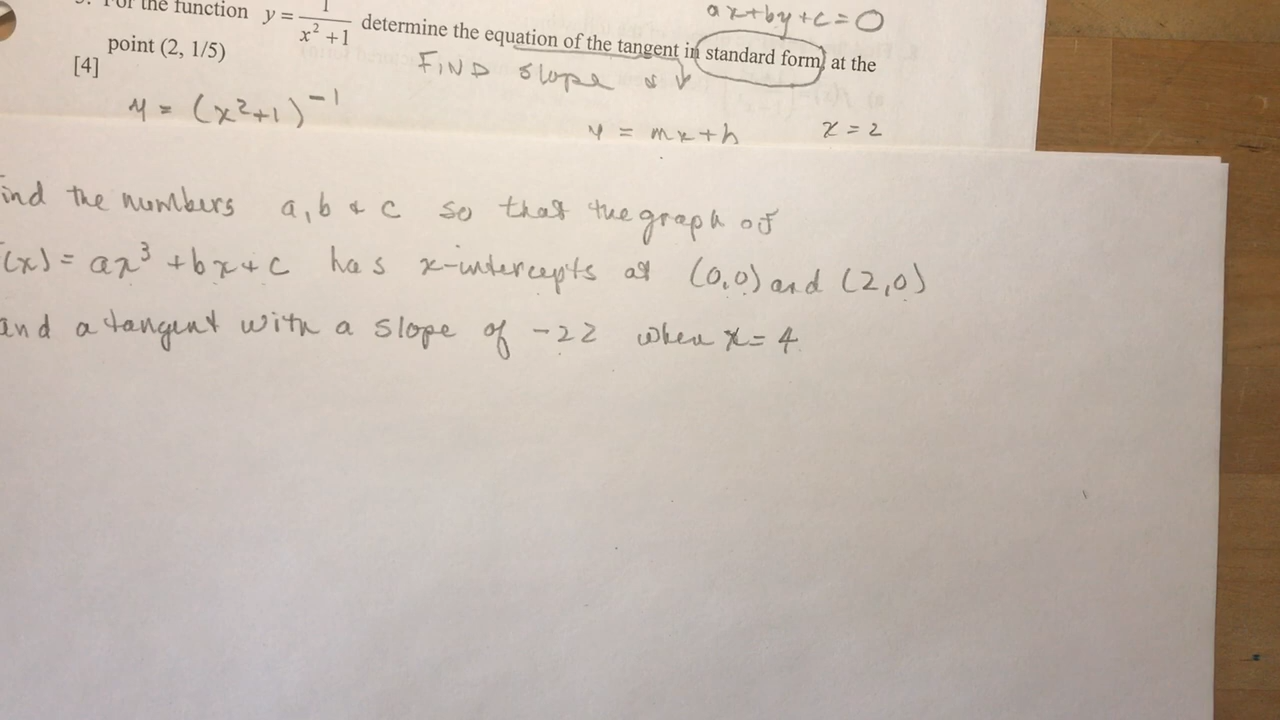 ax+by+c=0
For the function y = 1/(x² + 1) determine the equation of the tangent in standard form, at the
point (2, 1/5)
[4]
FIND slope
y = (x²+1)⁻¹
y = mx+b x = 2
ind the numbers a, b & c so that the graph of
(x) = ax³ +bx+c has x-intercepts at (0,0) and (2,0)
and a tangent with a slope of -22 when x=4